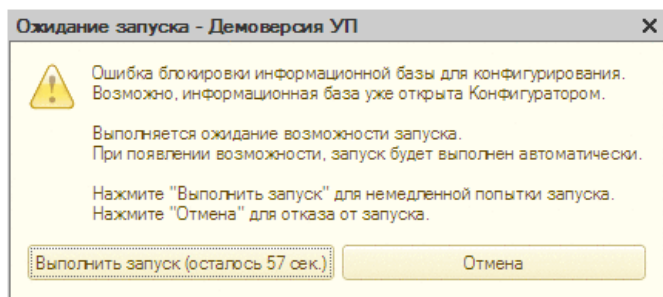 Ожидание запуска - Демоверсия УП
Ошибка блокировки информационной базы для конфигурирования.
Возможно, информационная база уже открыта Конфигуратором.
Выполняется ожидание возможности запуска.
При появлении возможности, запуск будет выполнен автоматически.
Нажмите "Выполнить запуск" для немедленной попытки запуска.
Нажмите "Отмена" для отказа от запуска.
Выполнить запуск (осталось 57 сек.)
Отмена